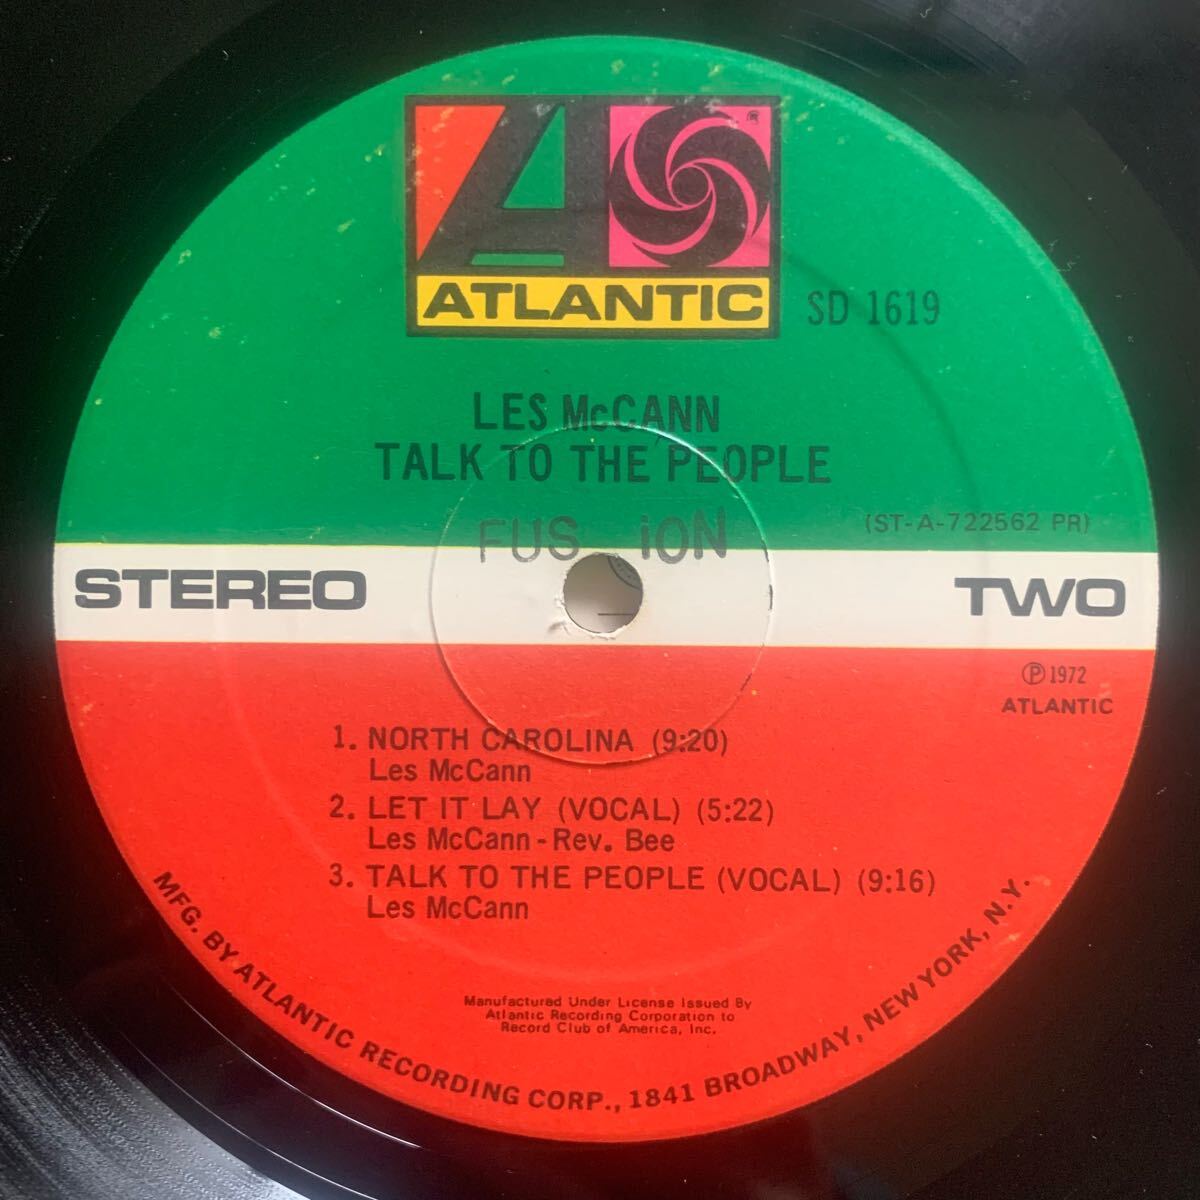 ATLANTIC
SD 1619
LES McCANN
TALK TO THE PEOPLE
FUS iON
(ST-A-722562 PR)
STEREO
TWO
Ⓟ 1972
ATLANTIC
1. NORTH CAROLINA (9:20)
Les McCann
2. LET IT LAY (VOCAL) (5:22)
Les McCann - Rev. Bee
3. TALK TO THE PEOPLE (VOCAL) (9:16)
Les McCann
Manufactured Under License Issued By
Atlantic Recording Corporation to
Record Club of America, Inc.
MFG. BY ATLANTIC RECORDING CORP., 1841 BROADWAY, NEW YORK, N.Y.